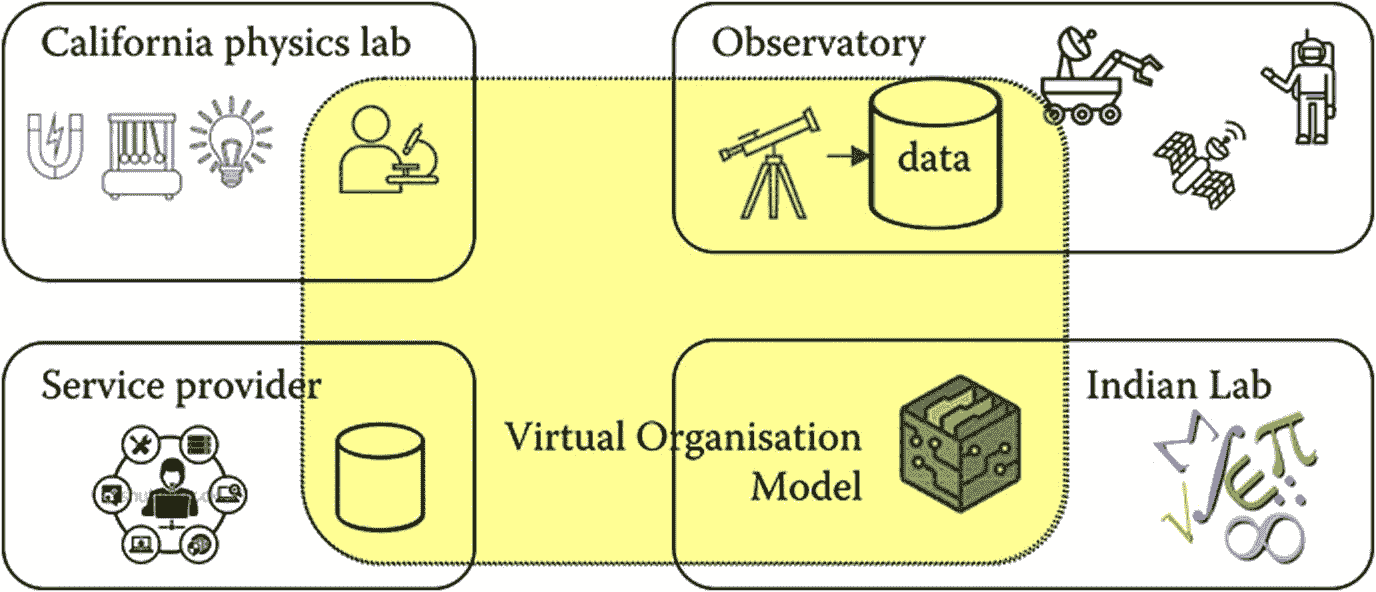 California physics lab
Observatory
data
Service provider
Indian Lab
Virtual Organisation
Model